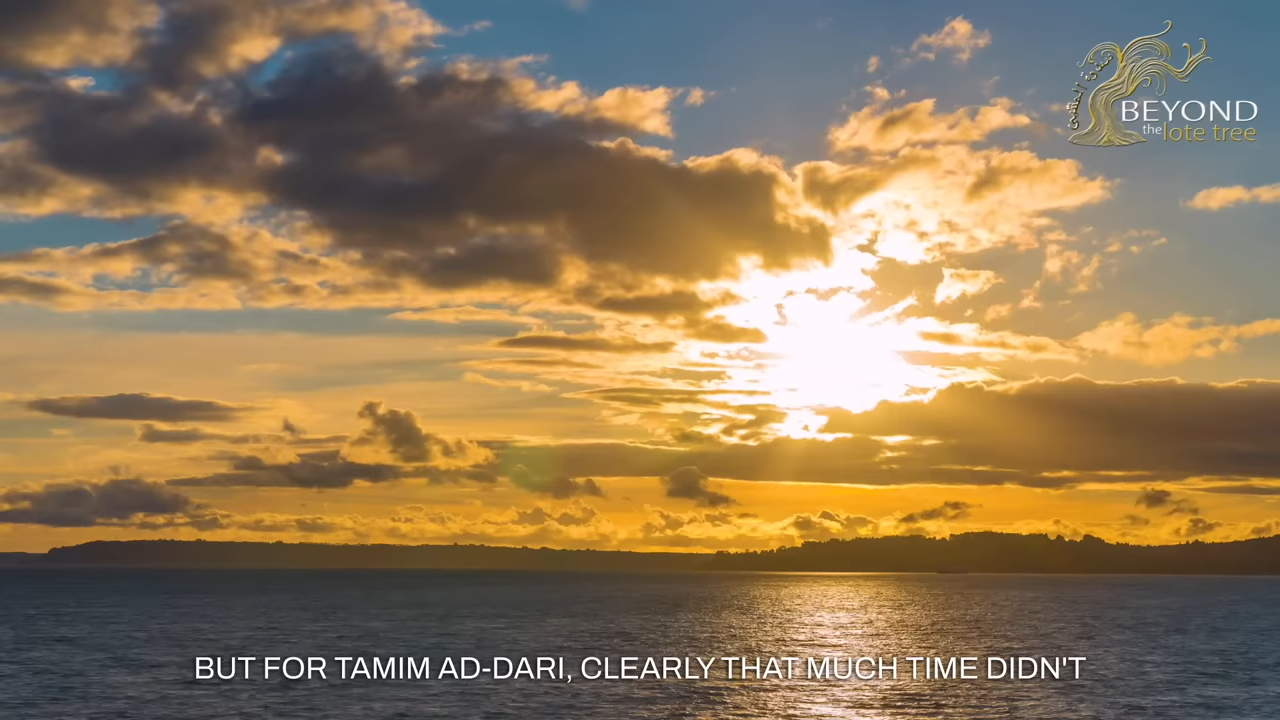 BEYOND
the lote tree
BUT FOR TAMIM AD-DARI, CLEARLY THAT MUCH TIME DIDN'T